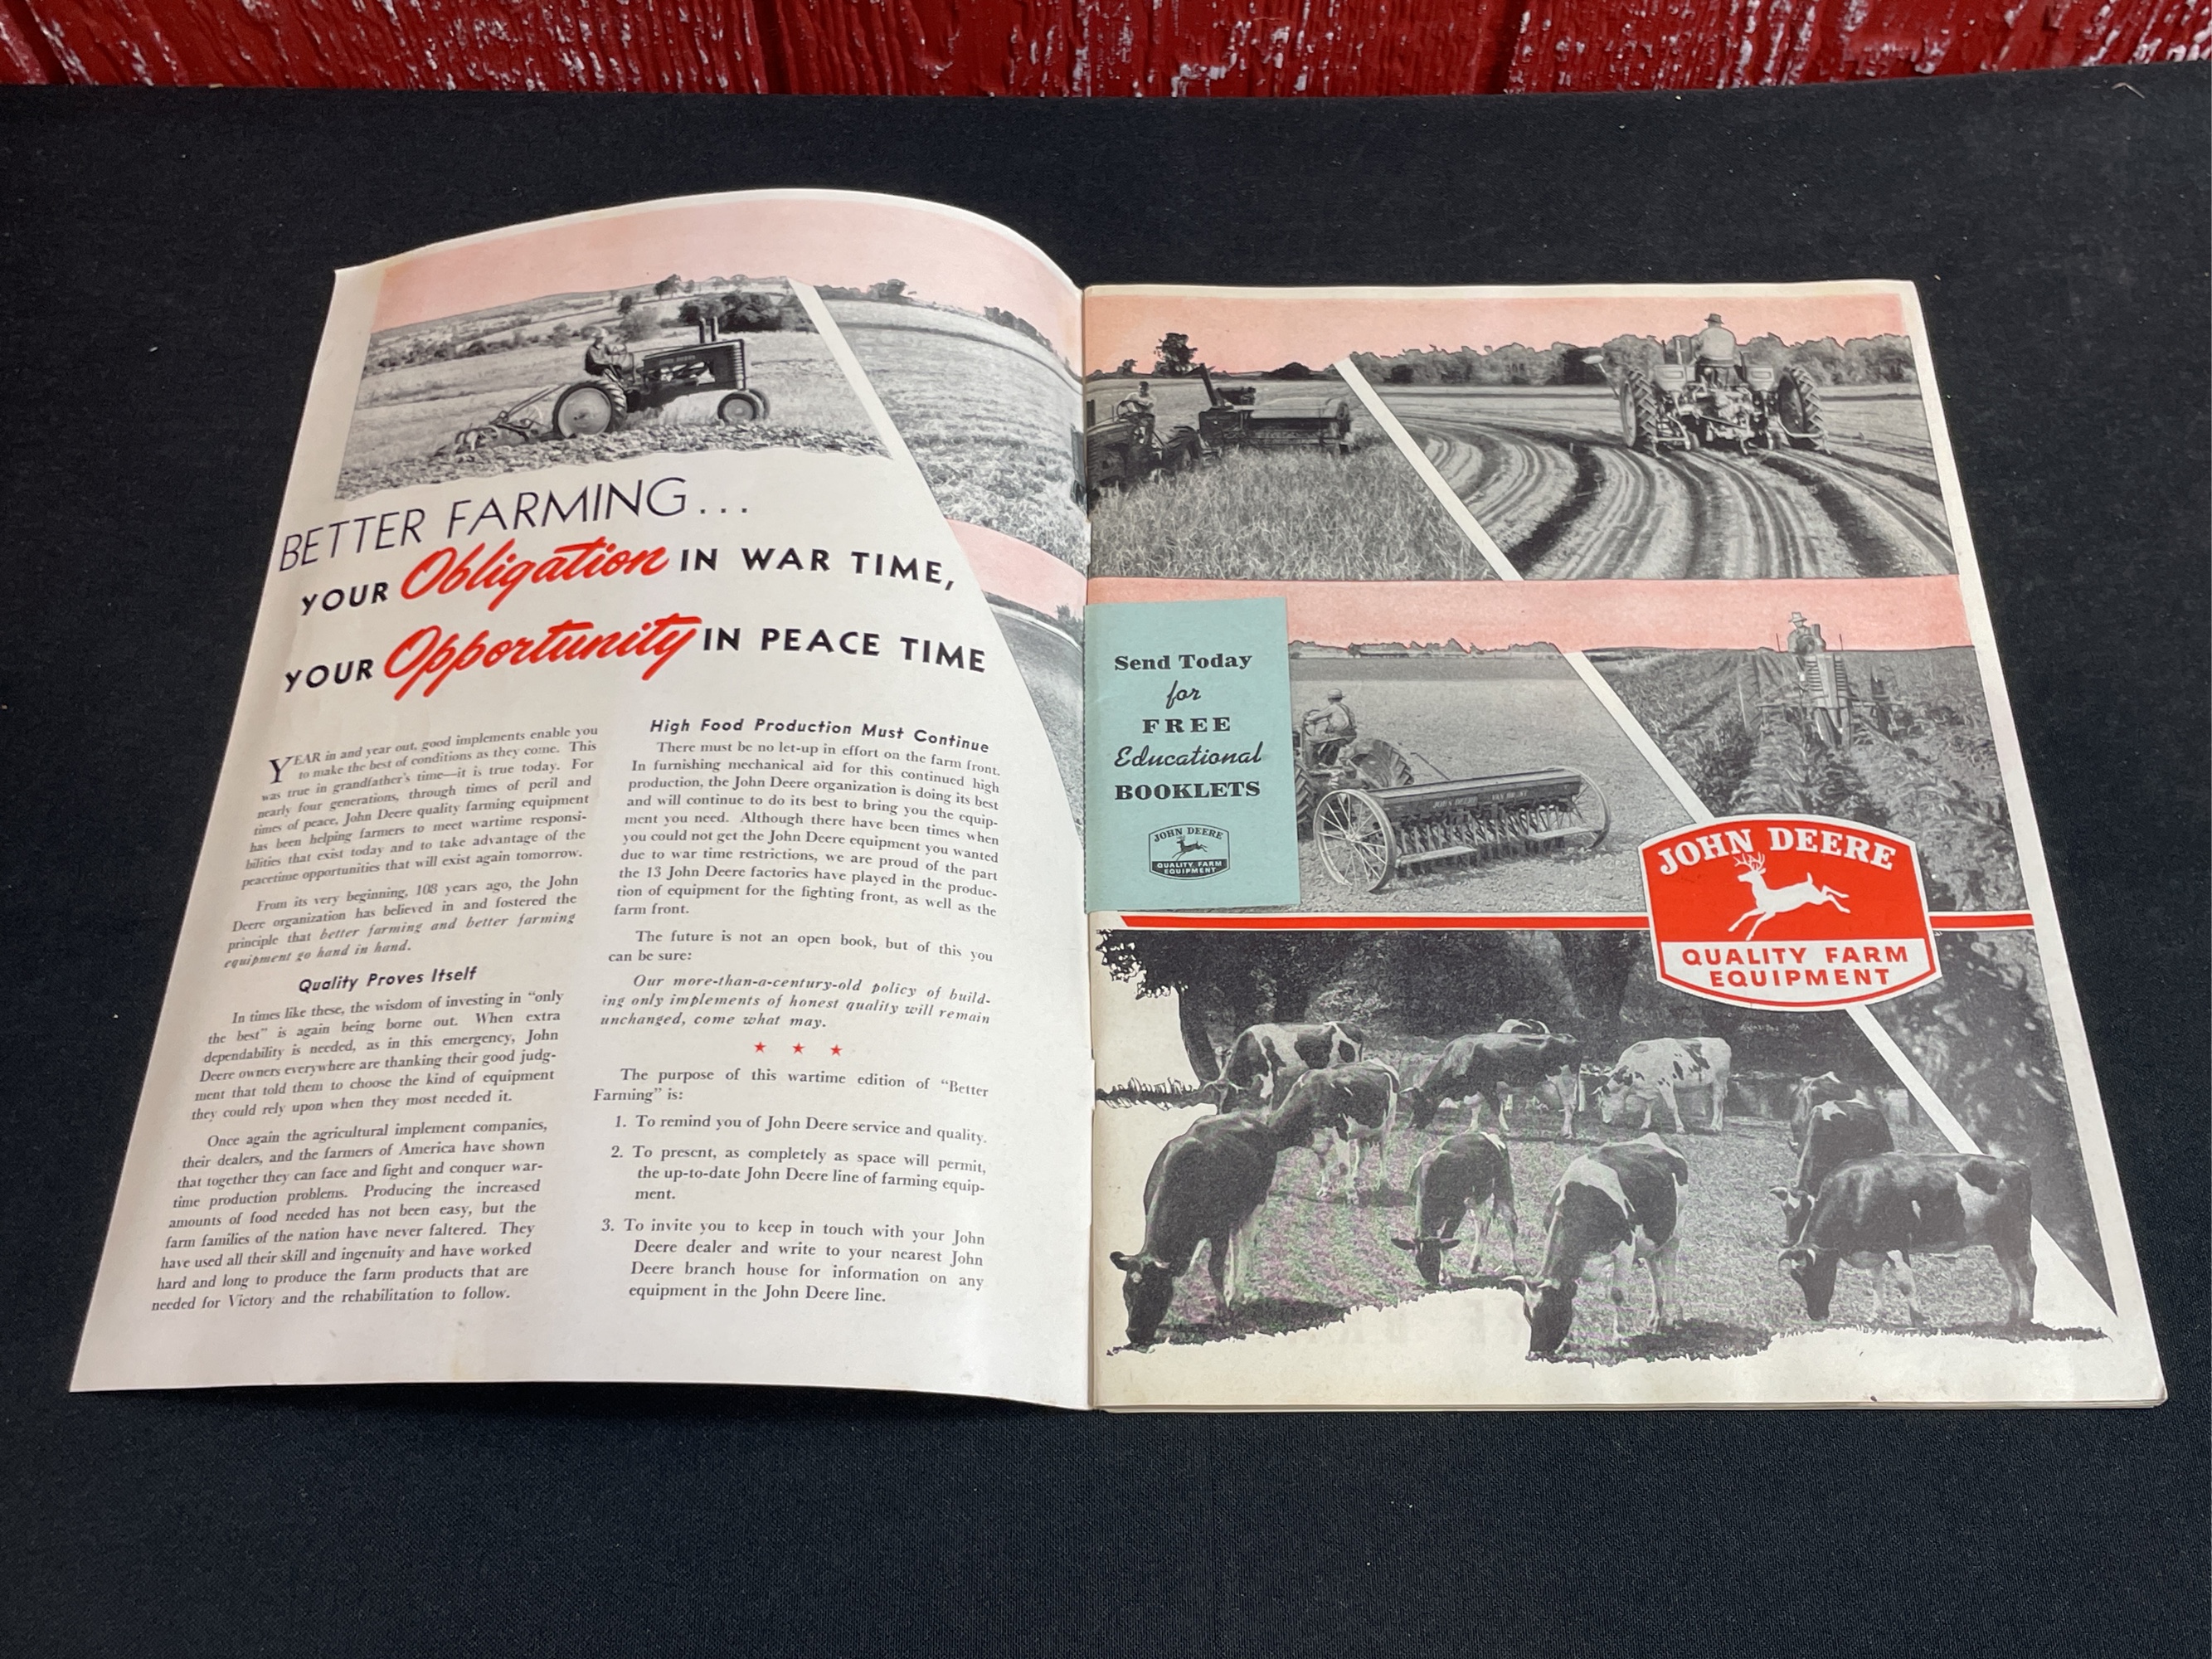 BETTER FARMING...
YOUR Obligation IN WAR TIME,
YOUR Opportunity IN PEACE TIME
YEAR in and year out, good implements enable you
to make the best of conditions as they come. This
was true in grandfather's time—it is true today. For
nearly four generations, through times of peril and
times of peace, John Deere quality farming equipment
has been helping farmers to meet wartime responsi-
bilities that exist today and to take advantage of the
peacetime opportunities that will exist again tomorrow.
From its very beginning, 108 years ago, the John
Deere organization has believed in and fostered the
principle that better farming and better farming
equipment go hand in hand.
Quality Proves Itself
In times like these, the wisdom of investing in "only
the best" is again being borne out. When extra
dependability is needed, as in this emergency, John
Deere owners everywhere are thanking their good judg-
ment that told them to choose the kind of equipment
they could rely upon when they most needed it.
Once again the agricultural implement companies,
their dealers, and the farmers of America have shown
that together they can face and fight and conquer war-
time production problems. Producing the increased
amounts of food needed has not been easy, but the
farm families of the nation have never faltered. They
have used all their skill and ingenuity and have worked
hard and long to produce the farm products that are
needed for Victory and the rehabilitation to follow.
High Food Production Must Continue
There must be no let-up in effort on the farm front.
In furnishing mechanical aid for this continued high
production, the John Deere organization is doing its best
and will continue to do its best to bring you the equip-
ment you need. Although there have been times when
you could not get the John Deere equipment you wanted
due to war time restrictions, we are proud of the part
the 13 John Deere factories have played in the produc-
tion of equipment for the fighting front, as well as the
farm front.
The future is not an open book, but of this you
can be sure:
Our more-than-a-century-old policy of build-
ing only implements of honest quality will remain
unchanged, come what may.
★ ★ ★
The purpose of this wartime edition of "Better
Farming" is:
1. To remind you of John Deere service and quality.
2. To present, as completely as space will permit,
the up-to-date John Deere line of farming equip-
ment.
3. To invite you to keep in touch with your John
Deere dealer and write to your nearest John
Deere branch house for information on any
equipment in the John Deere line.
Send Today
for
FREE
Educational
BOOKLETS
JOHN DEERE
QUALITY FARM
EQUIPMENT
JOHN DEERE
QUALITY FARM
EQUIPMENT
JOHN DEERE
JOHN DEERE